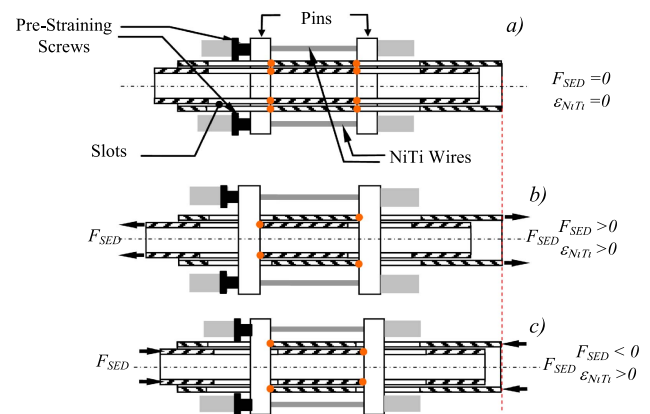 Pre-Straining
Screws
Pins
a)
F_SED =0
ε_NiTi =0
Slots
NiTi Wires
b)
F_SED
F_SED
F_SED >0
ε_NiTi >0
c)
F_SED
F_SED
F_SED < 0
ε_NiTi >0